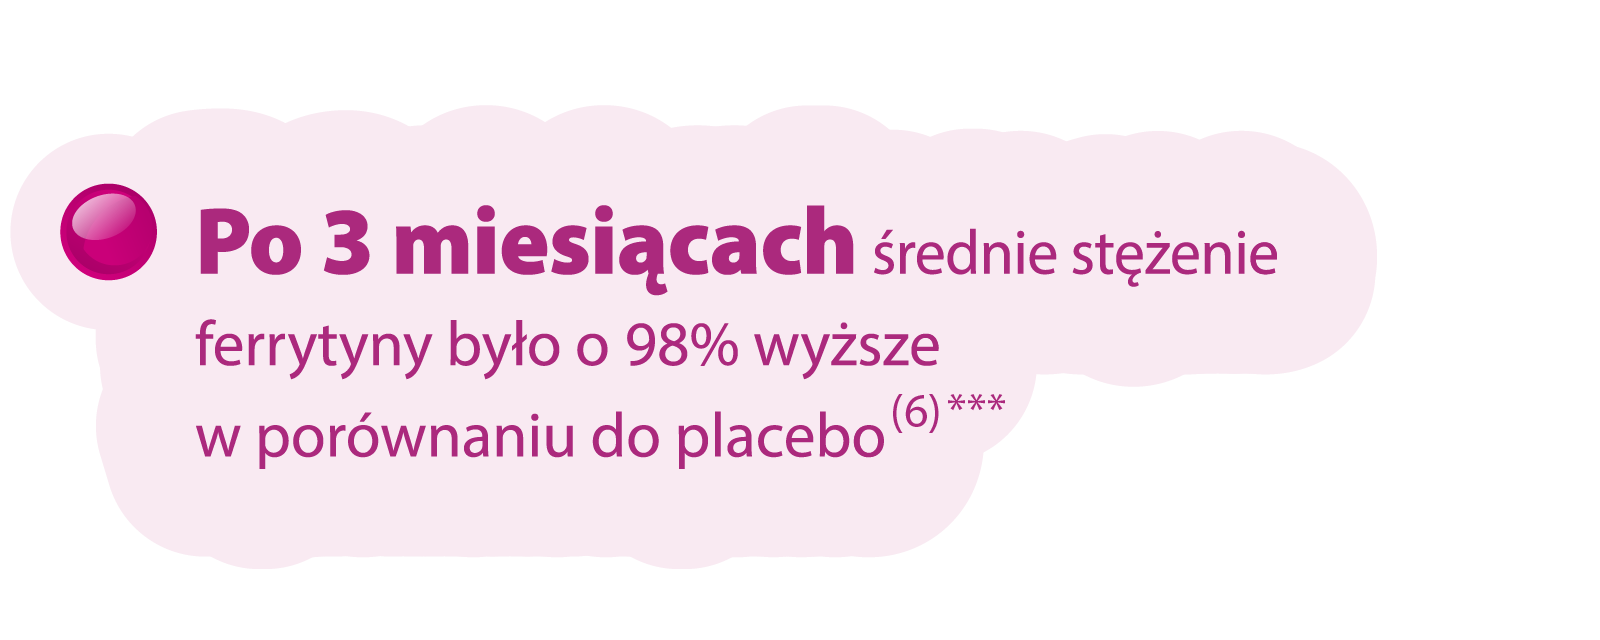 Po 3 miesiącach średnie stężenie
ferrytyny było o 98% wyższe
w porównaniu do placebo(6)***